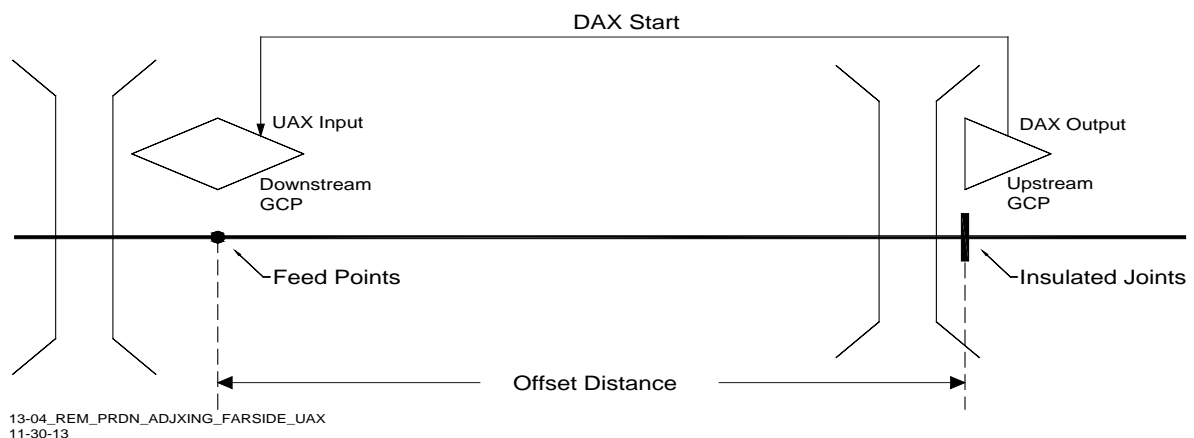 DAX Start
UAX Input
DAX Output
Downstream
GCP
Upstream
GCP
Feed Points
Insulated Joints
Offset Distance
13-04_REM_PRDN_ADJXING_FARSIDE_UAX
11-30-13